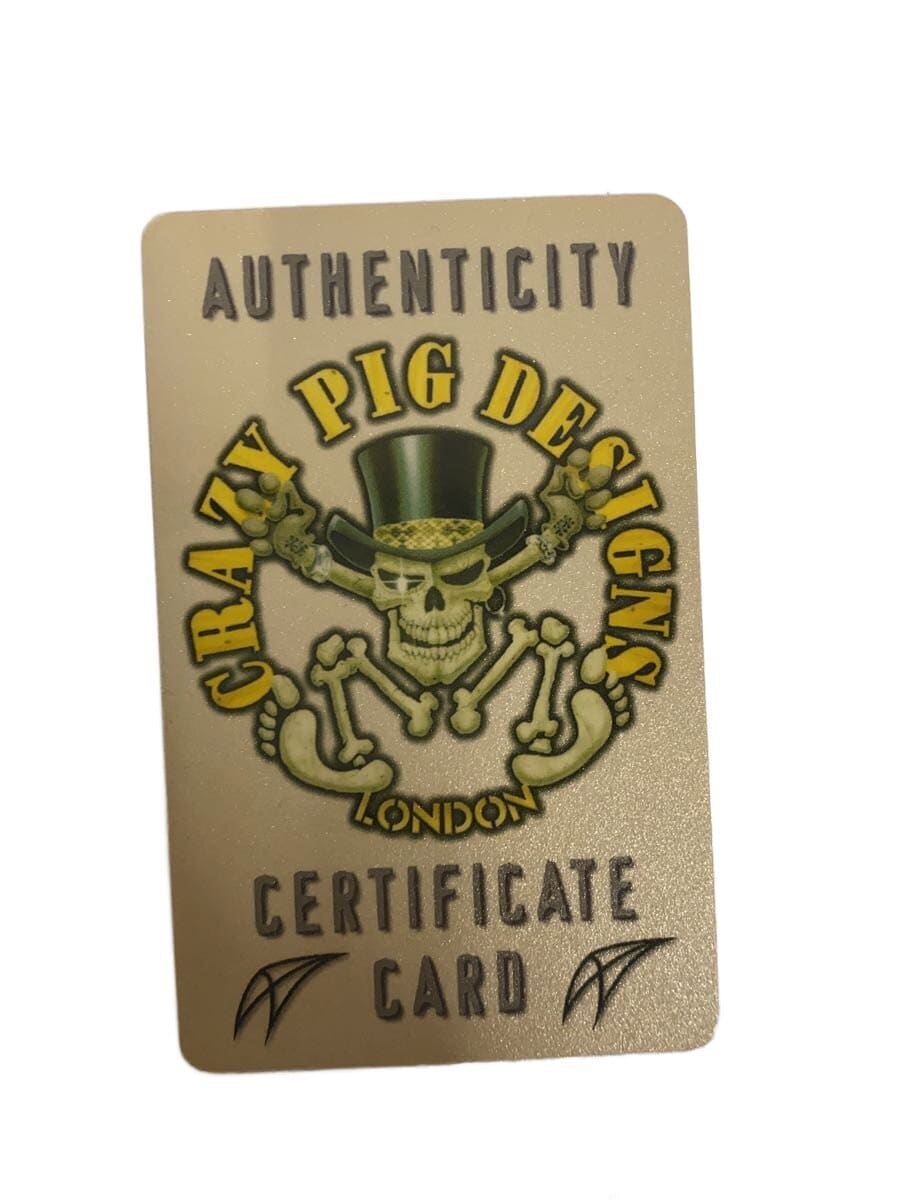 AUTHENTICITY
CRAZY PIG DESIGNS
LONDON
CERTIFICATE
CARD